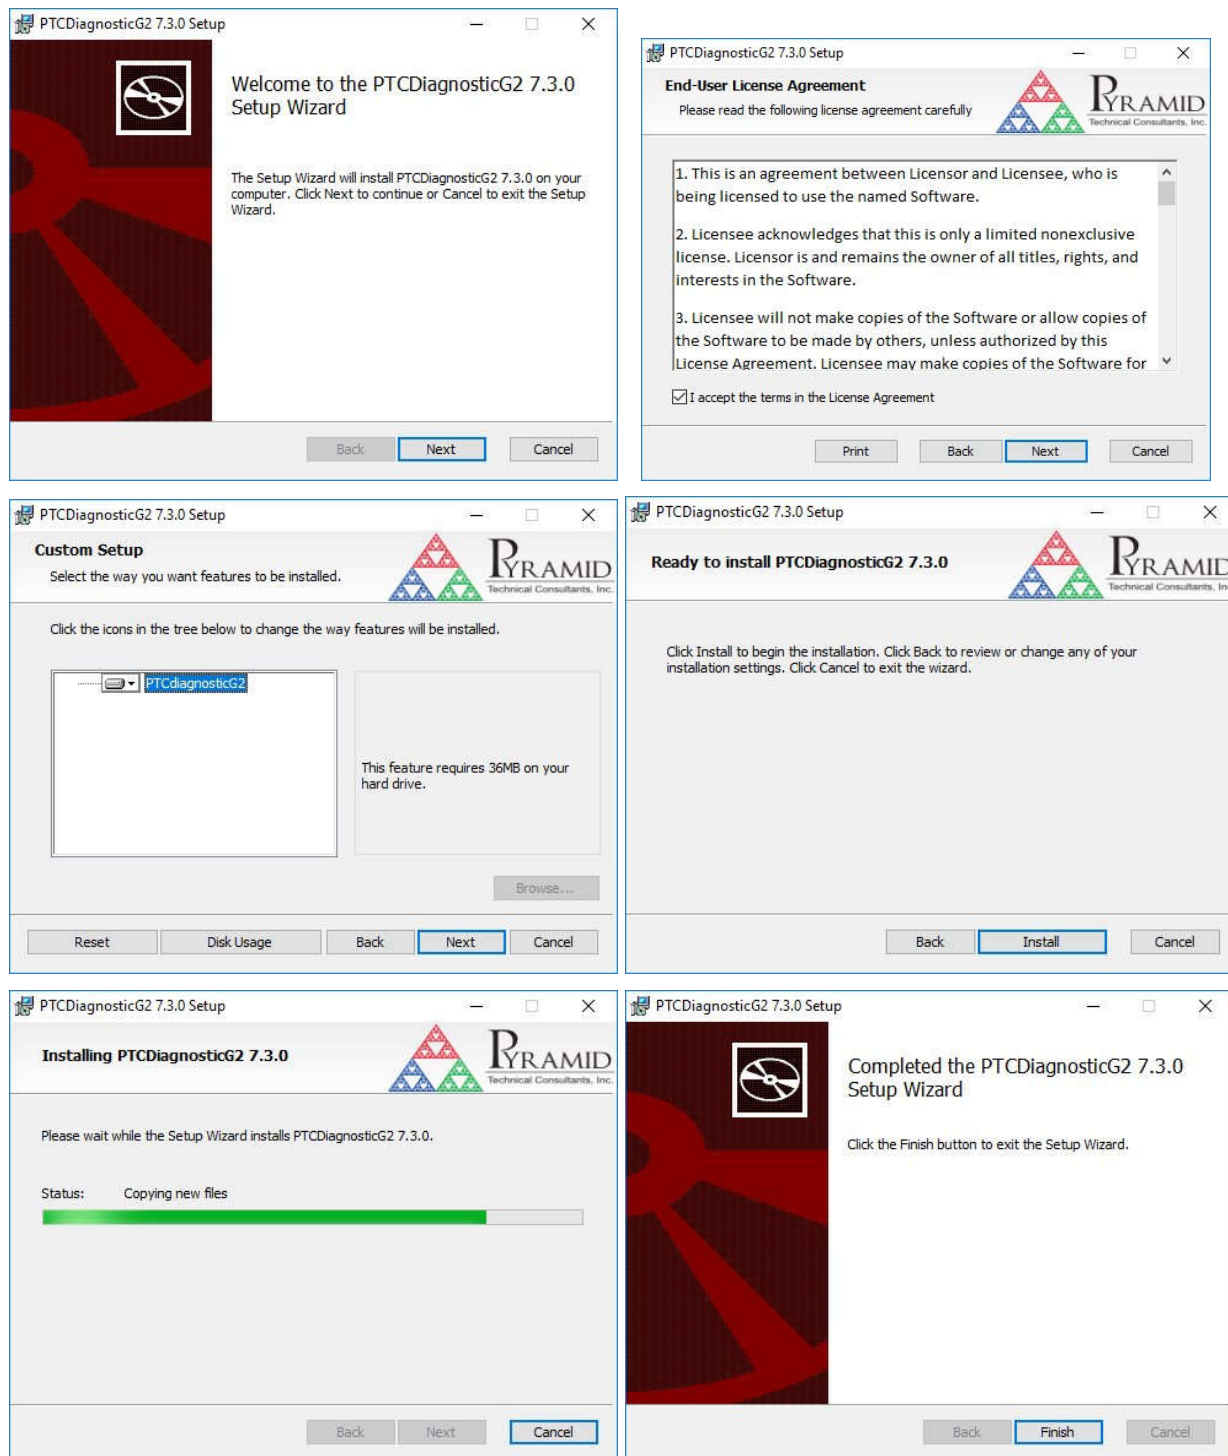 PTCDiagnosticG2 7.3.0 Setup
Welcome to the PTCDiagnosticG2 7.3.0
Setup Wizard
The Setup Wizard will install PTCDiagnosticG2 7.3.0 on your
computer. Click Next to continue or Cancel to exit the Setup
Wizard.
Back Next Cancel
PTCDiagnosticG2 7.3.0 Setup
End-User License Agreement
Please read the following license agreement carefully
PYRAMID
Technical Consultants, Inc.
1. This is an agreement between Licensor and Licensee, who is
being licensed to use the named Software.
2. Licensee acknowledges that this is only a limited nonexclusive
license. Licensor is and remains the owner of all titles, rights, and
interests in the Software.
3. Licensee will not make copies of the Software or allow copies of
the Software to be made by others, unless authorized by this
License Agreement. Licensee may make copies of the Software for
I accept the terms in the License Agreement
Print Back Next Cancel
PTCDiagnosticG2 7.3.0 Setup
Custom Setup
Select the way you want features to be installed.
PYRAMID
Technical Consultants, Inc.
Click the icons in the tree below to change the way features will be installed.
PTCdiagnosticG2
This feature requires 36MB on your
hard drive.
Browse...
Reset Disk Usage Back Next Cancel
PTCDiagnosticG2 7.3.0 Setup
Ready to install PTCDiagnosticG2 7.3.0
PYRAMID
Technical Consultants, In
Click Install to begin the installation. Click Back to review or change any of your
installation settings. Click Cancel to exit the wizard.
Back Install Cancel
PTCDiagnosticG2 7.3.0 Setup
Installing PTCDiagnosticG2 7.3.0
PYRAMID
Technical Consultants, Inc.
Please wait while the Setup Wizard installs PTCDiagnosticG2 7.3.0.
Status: Copying new files
Back Next Cancel
PTCDiagnosticG2 7.3.0 Setup
Completed the PTCDiagnosticG2 7.3.0
Setup Wizard
Click the Finish button to exit the Setup Wizard.
Back Finish Cancel